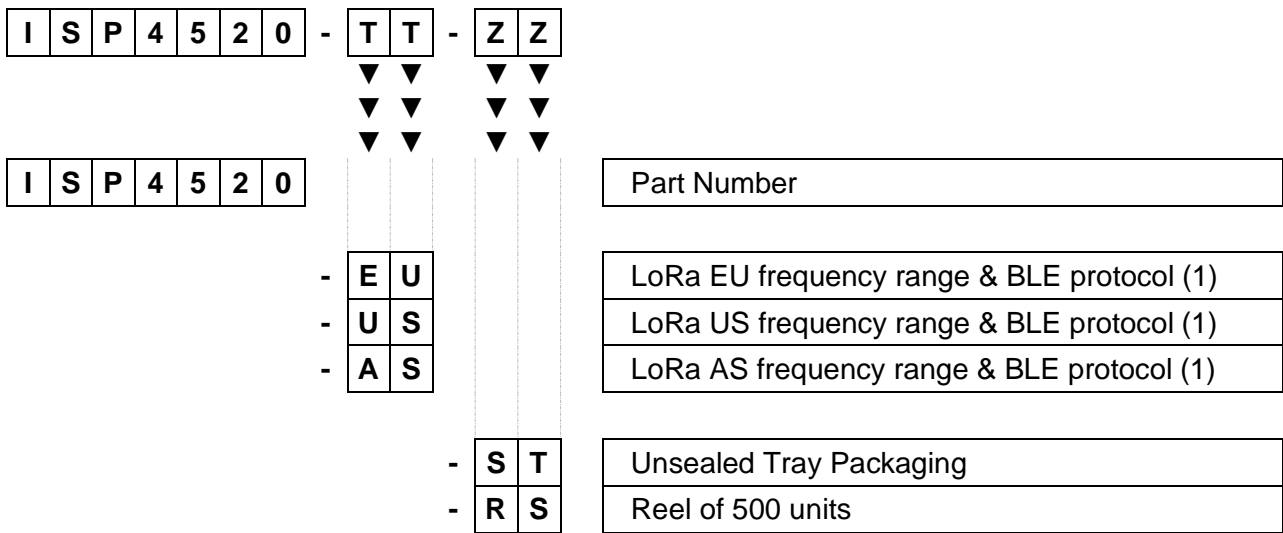 ISP4520-TT-ZZ
▼ ▼ ▼ ▼
▼ ▼ ▼ ▼
▼ ▼ ▼ ▼
ISP4520 Part Number
- EU LoRa EU frequency range & BLE protocol (1)
- US LoRa US frequency range & BLE protocol (1)
- AS LoRa AS frequency range & BLE protocol (1)
- ST Unsealed Tray Packaging
- RS Reel of 500 units